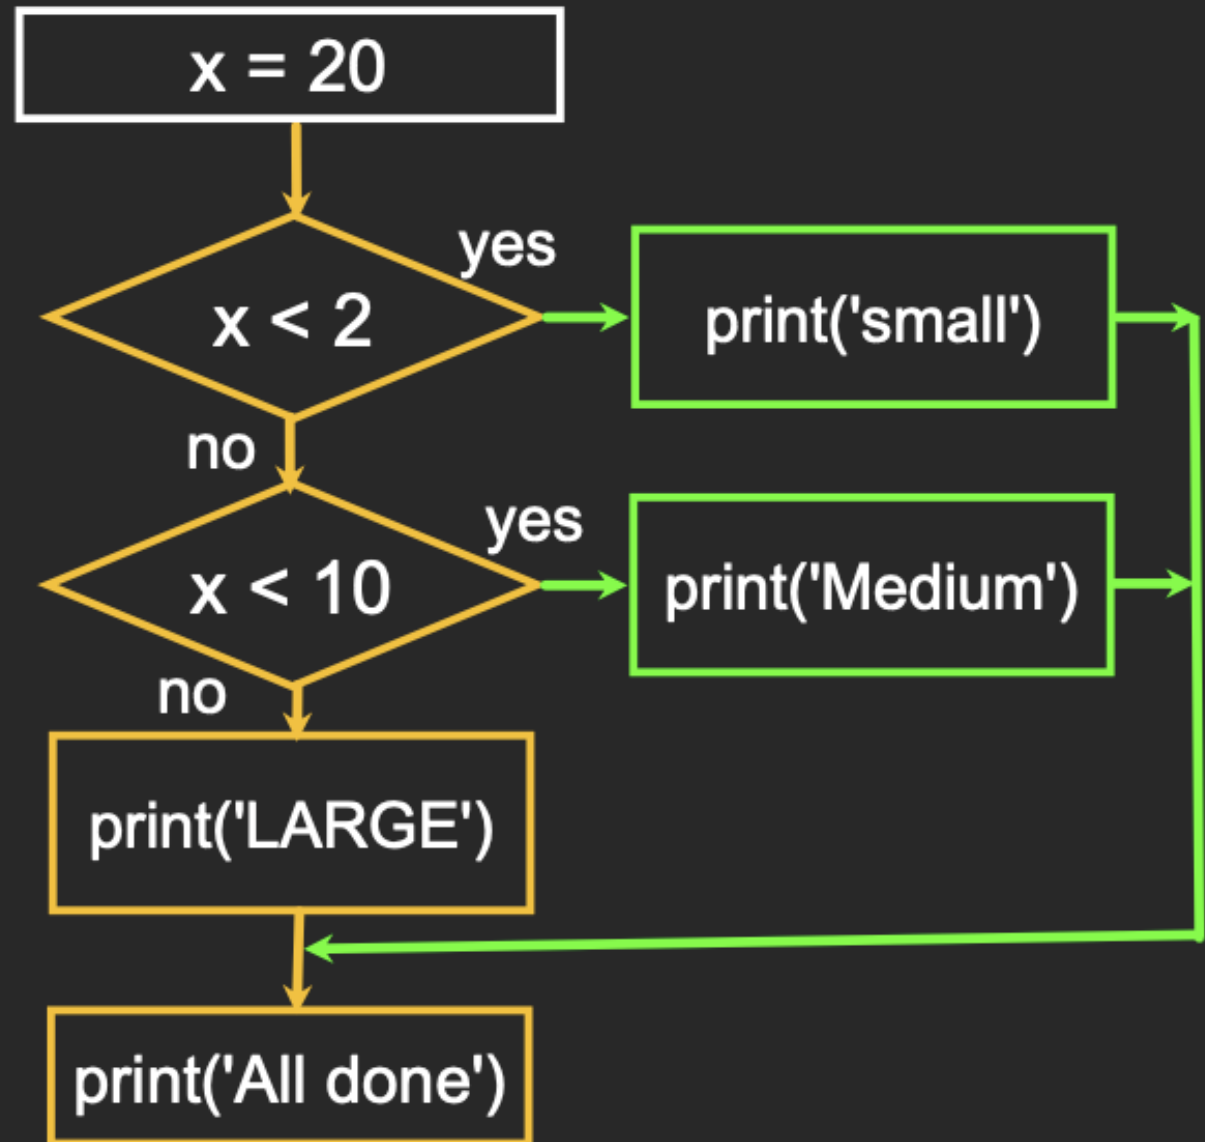 x = 20
x < 2
yes
print('small')
no
x < 10
yes
print('Medium')
no
print('LARGE')
print('All done')